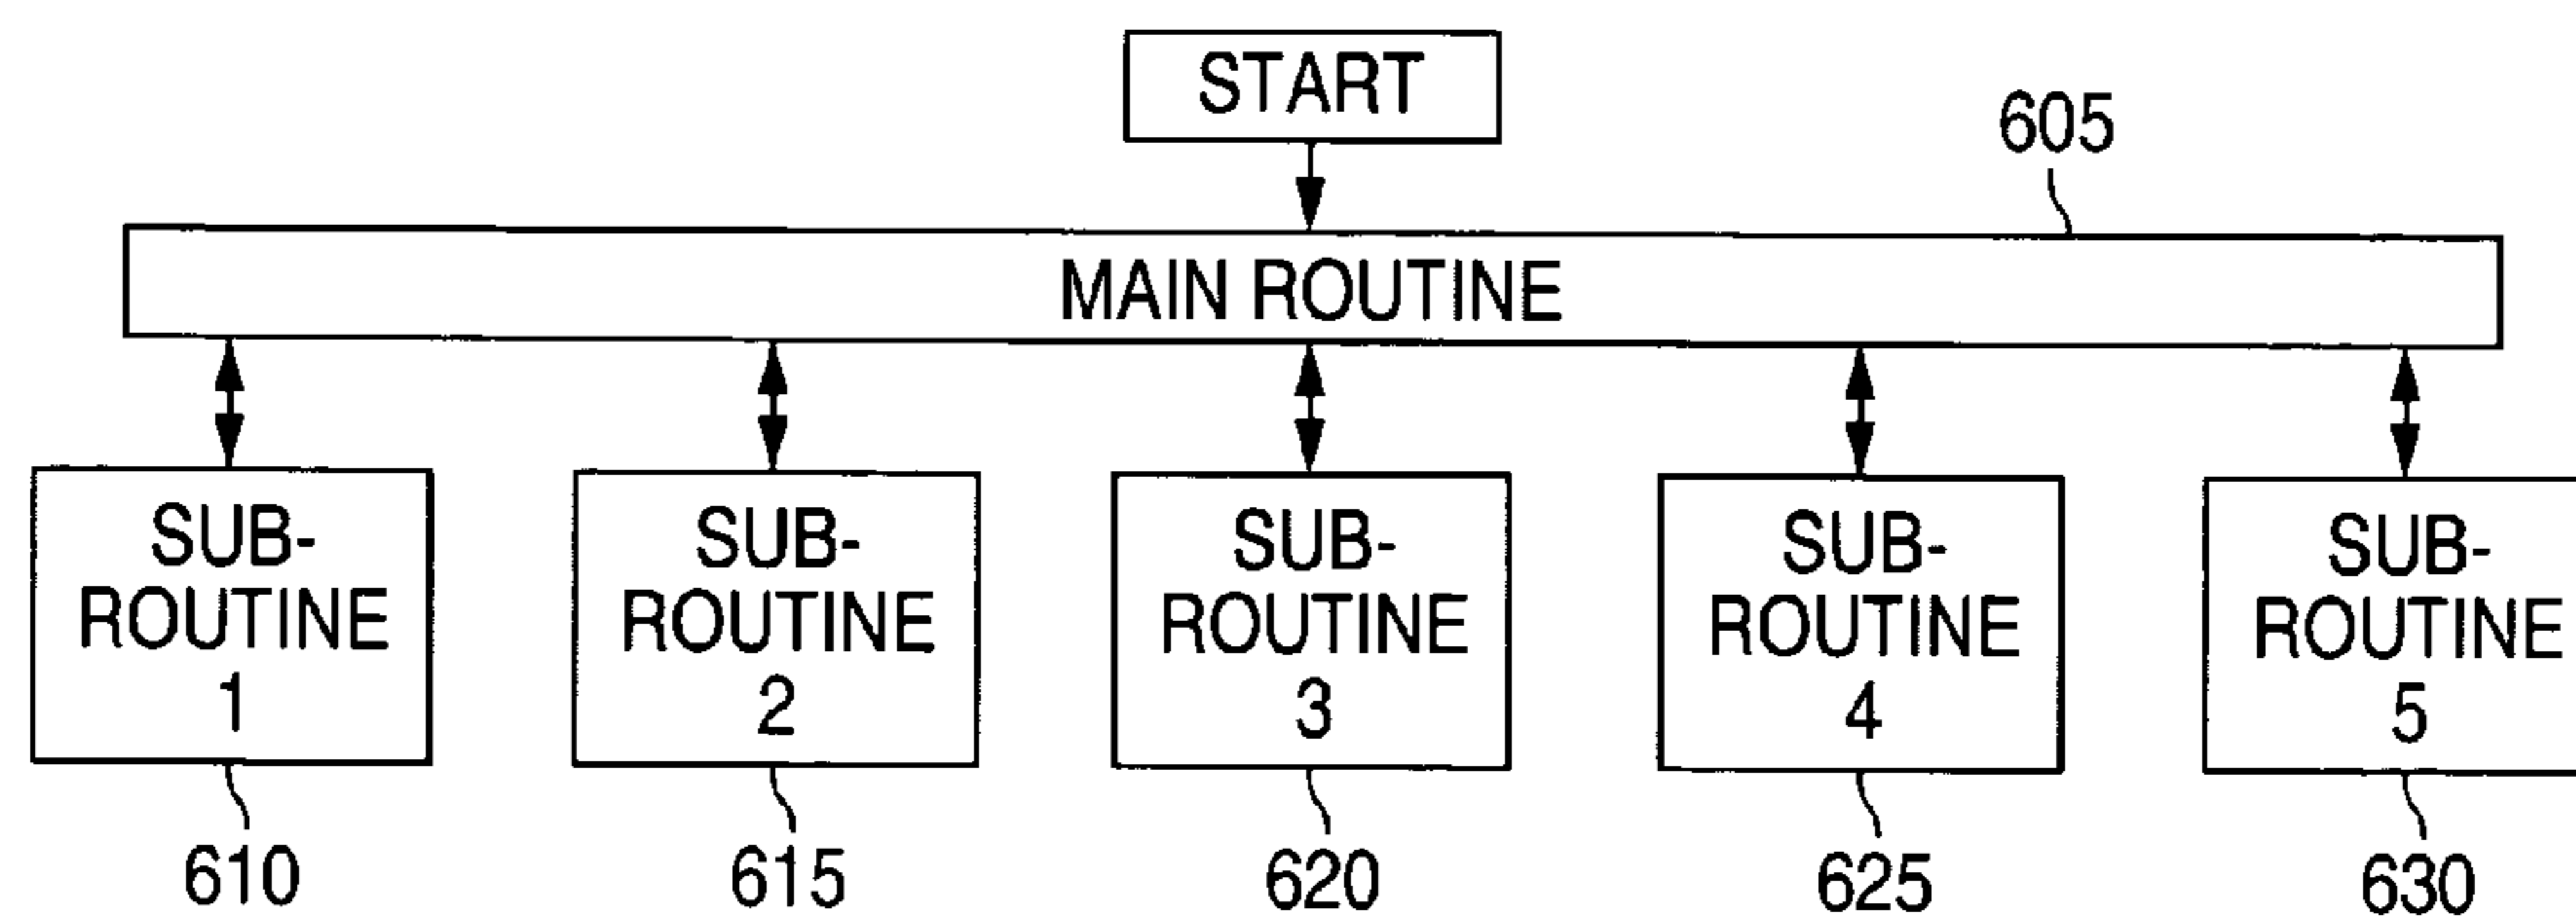 START
605
MAIN ROUTINE
SUB-
ROUTINE
1
SUB-
ROUTINE
2
SUB-
ROUTINE
3
SUB-
ROUTINE
4
SUB-
ROUTINE
5
610
615
620
625
630